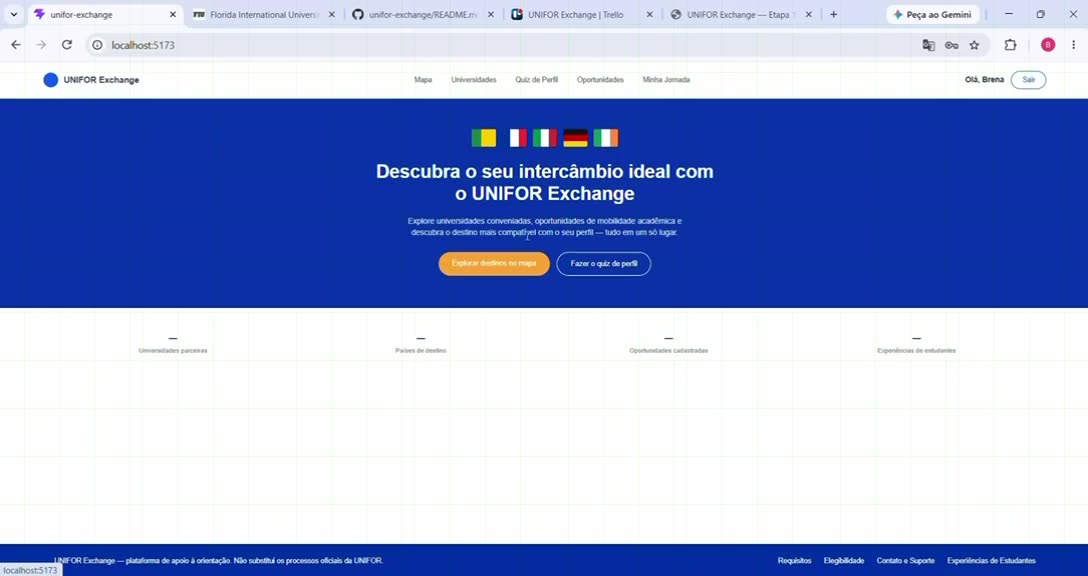 unifor-exchange
Florida International Universi
unifor-exchange/README.m
UNIFOR Exchange | Trello
UNIFOR Exchange — Etapa 1
Peça ao Gemini
localhost:5173
B
UNIFOR Exchange
Mapa
Universidades
Quiz de Perfil
Oportunidades
Minha Jornada
Olá, Brena
Sair
Descubra o seu intercâmbio ideal com
o UNIFOR Exchange
Explore universidades conveniadas, oportunidades de mobilidade acadêmica e
descubra o destino mais compatível com o seu perfil — tudo em um só lugar.
Explorar destinos no mapa
Fazer o quiz de perfil
—
Universidades parceiras
—
Países de destino
—
Oportunidades cadastradas
—
Experiências de estudantes
UNIFOR Exchange — plataforma de apoio à orientação. Não substitui os processos oficiais da UNIFOR.
Requisitos
Elegibilidade
Contato e Suporte
Experiências de Estudantes
localhost:5173